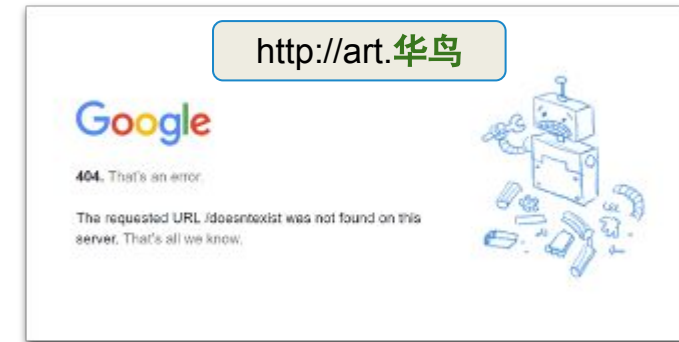 http://art.华鸟
Google
404. That's an error.
The requested URL /doesntexist was not found on this
server. That's all we know.